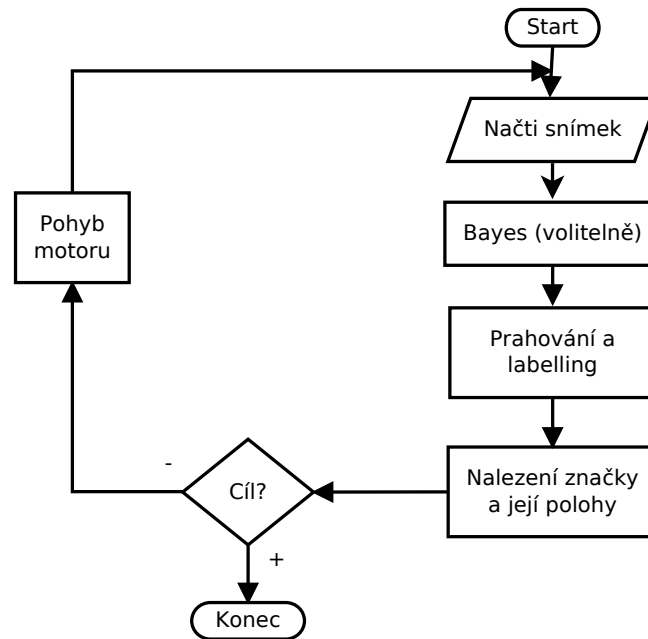 Start
Načti snímek
Bayes (volitelně)
Prahování a
labelling
Nalezení značky
a její polohy
Cíl?
-
+
Pohyb
motoru
Konec